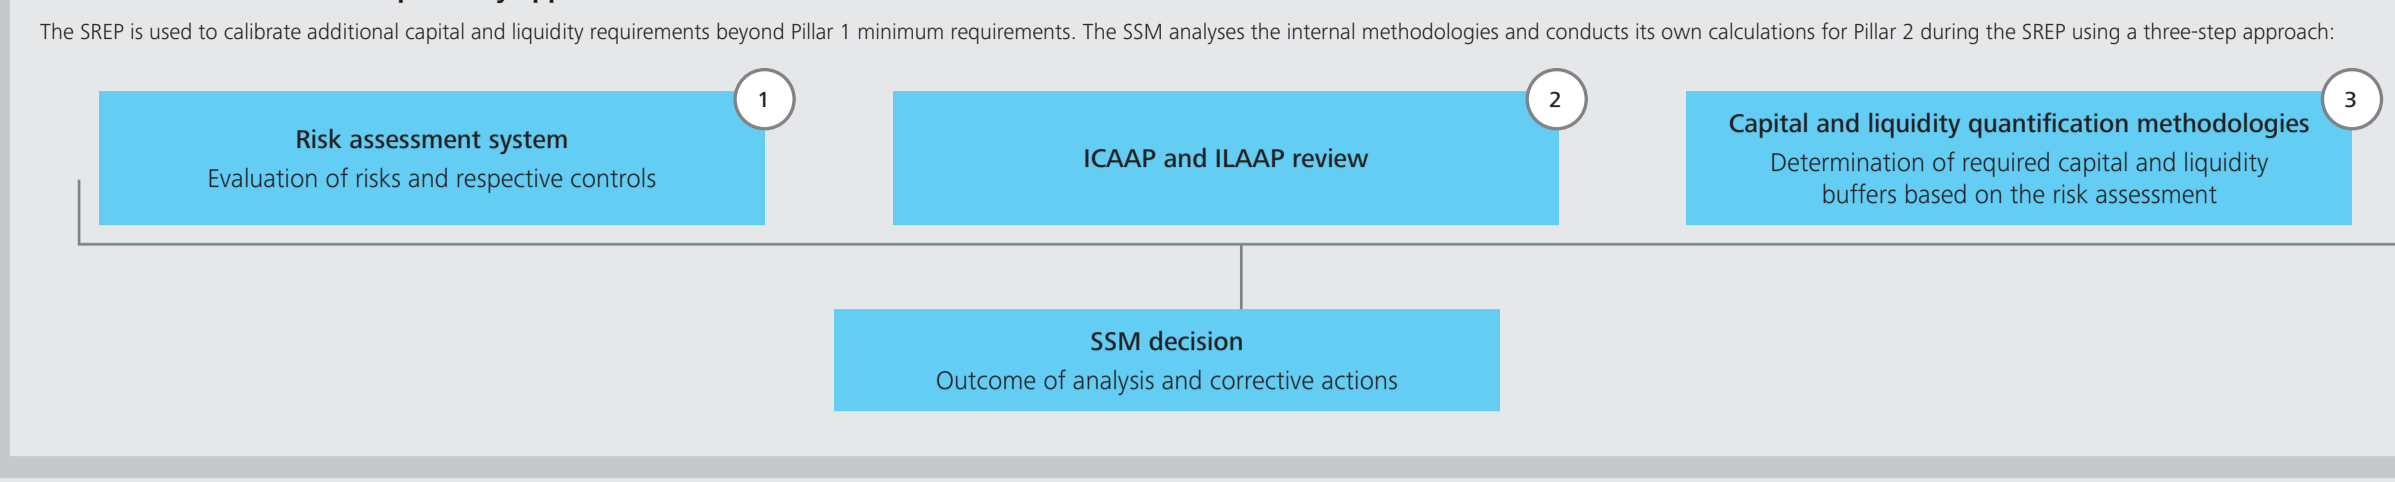 The SREP is used to calibrate additional capital and liquidity requirements beyond Pillar 1 minimum requirements. The SSM analyses the internal methodologies and conducts its own calculations for Pillar 2 during the SREP using a three-step approach:
1
Risk assessment system
Evaluation of risks and respective controls
2
ICAAP and ILAAP review
3
Capital and liquidity quantification methodologies
Determination of required capital and liquidity
buffers based on the risk assessment
SSM decision
Outcome of analysis and corrective actions